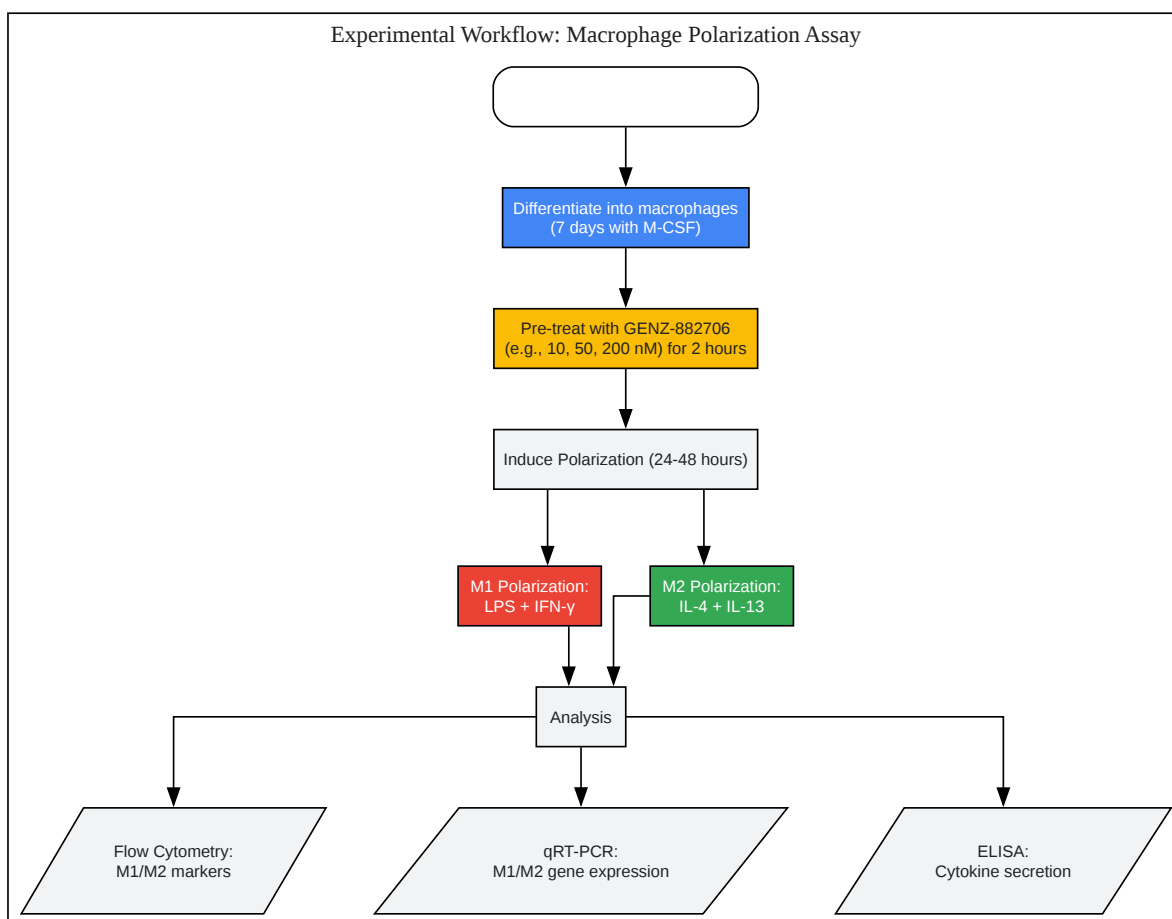 Experimental Workflow: Macrophage Polarization Assay
Differentiate into macrophages
(7 days with M-CSF)
Pre-treat with GENZ-882706
(e.g., 10, 50, 200 nM) for 2 hours
Induce Polarization (24-48 hours)
M1 Polarization:
LPS + IFN-γ
M2 Polarization:
IL-4 + IL-13
Analysis
Flow Cytometry:
M1/M2 markers
qRT-PCR:
M1/M2 gene expression
ELISA:
Cytokine secretion